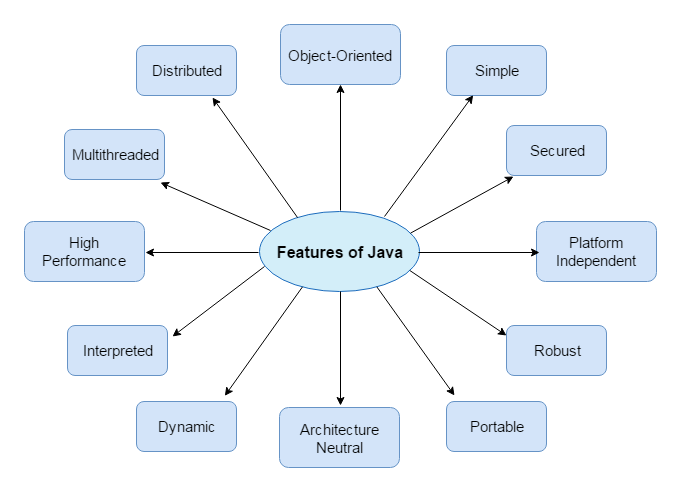 Object-Oriented
Distributed
Simple
Multithreaded
Secured
High
Performance
Features of Java
Platform
Independent
Interpreted
Robust
Dynamic
Architecture
Neutral
Portable